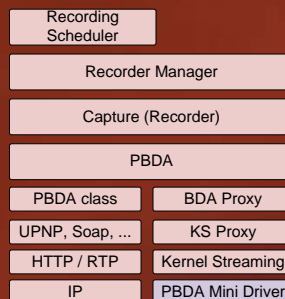 Recording
Scheduler
Recorder Manager
Capture (Recorder)
PBDA
PBDA class
BDA Proxy
UPNP, Soap, ...
KS Proxy
HTTP / RTP
Kernel Streaming
IP
PBDA Mini Driver